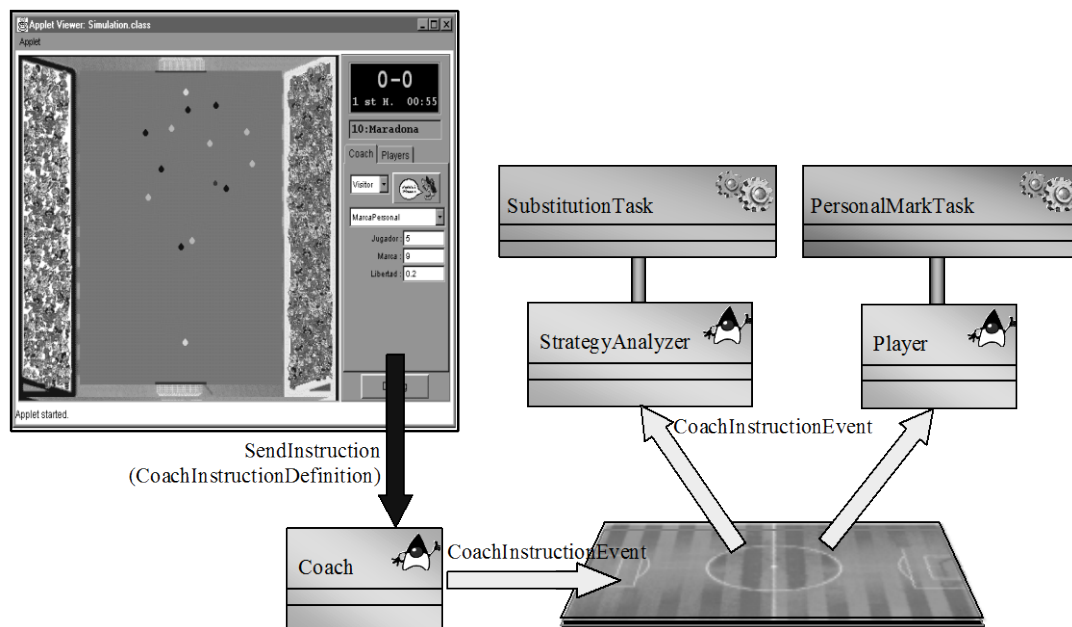 Applet Viewer: Simulation.class
Applet
0-0
1 st H. 00:55
10:Maradona
Coach Players
Visitor
MarcaPersonal
Jugador : 5
Marca : 9
Libertad : 0.2
Applet started.
SubstitutionTask
PersonalMarkTask
StrategyAnalyzer
Player
CoachInstructionEvent
SendInstruction
(CoachInstructionDefinition)
Coach
CoachInstructionEvent